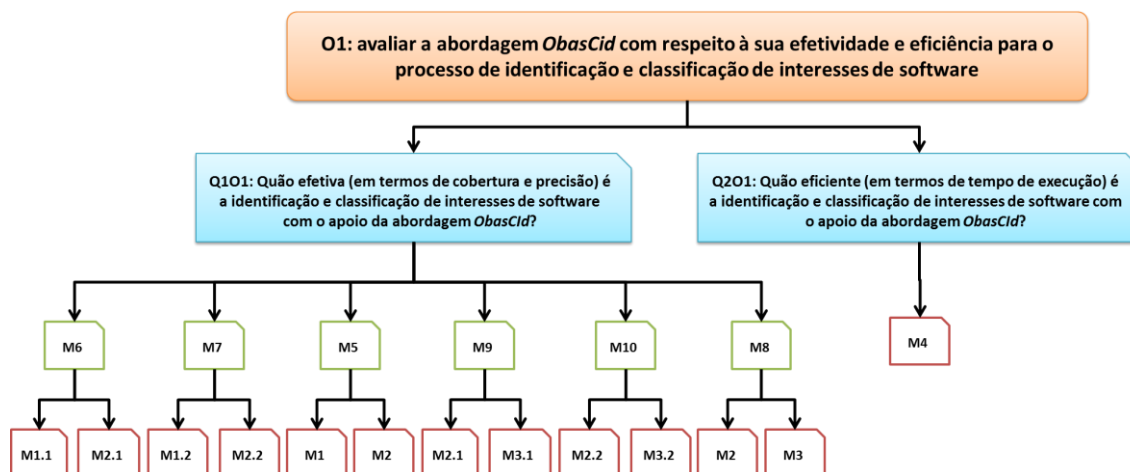 O1: avaliar a abordagem ObasCid com respeito à sua efetividade e eficiência para o
processo de identificação e classificação de interesses de software
Q1O1: Quão efetiva (em termos de cobertura e precisão) é
a identificação e classificação de interesses de software
com o apoio da abordagem ObasCId?
Q2O1: Quão eficiente (em termos de tempo de execução) é
a identificação e classificação de interesses de software com
o apoio da abordagem ObasCId?
M6
M7
M5
M9
M10
M8
M4
M1.1
M2.1
M1.2
M2.2
M1
M2
M2.1
M3.1
M2.2
M3.2
M2
M3